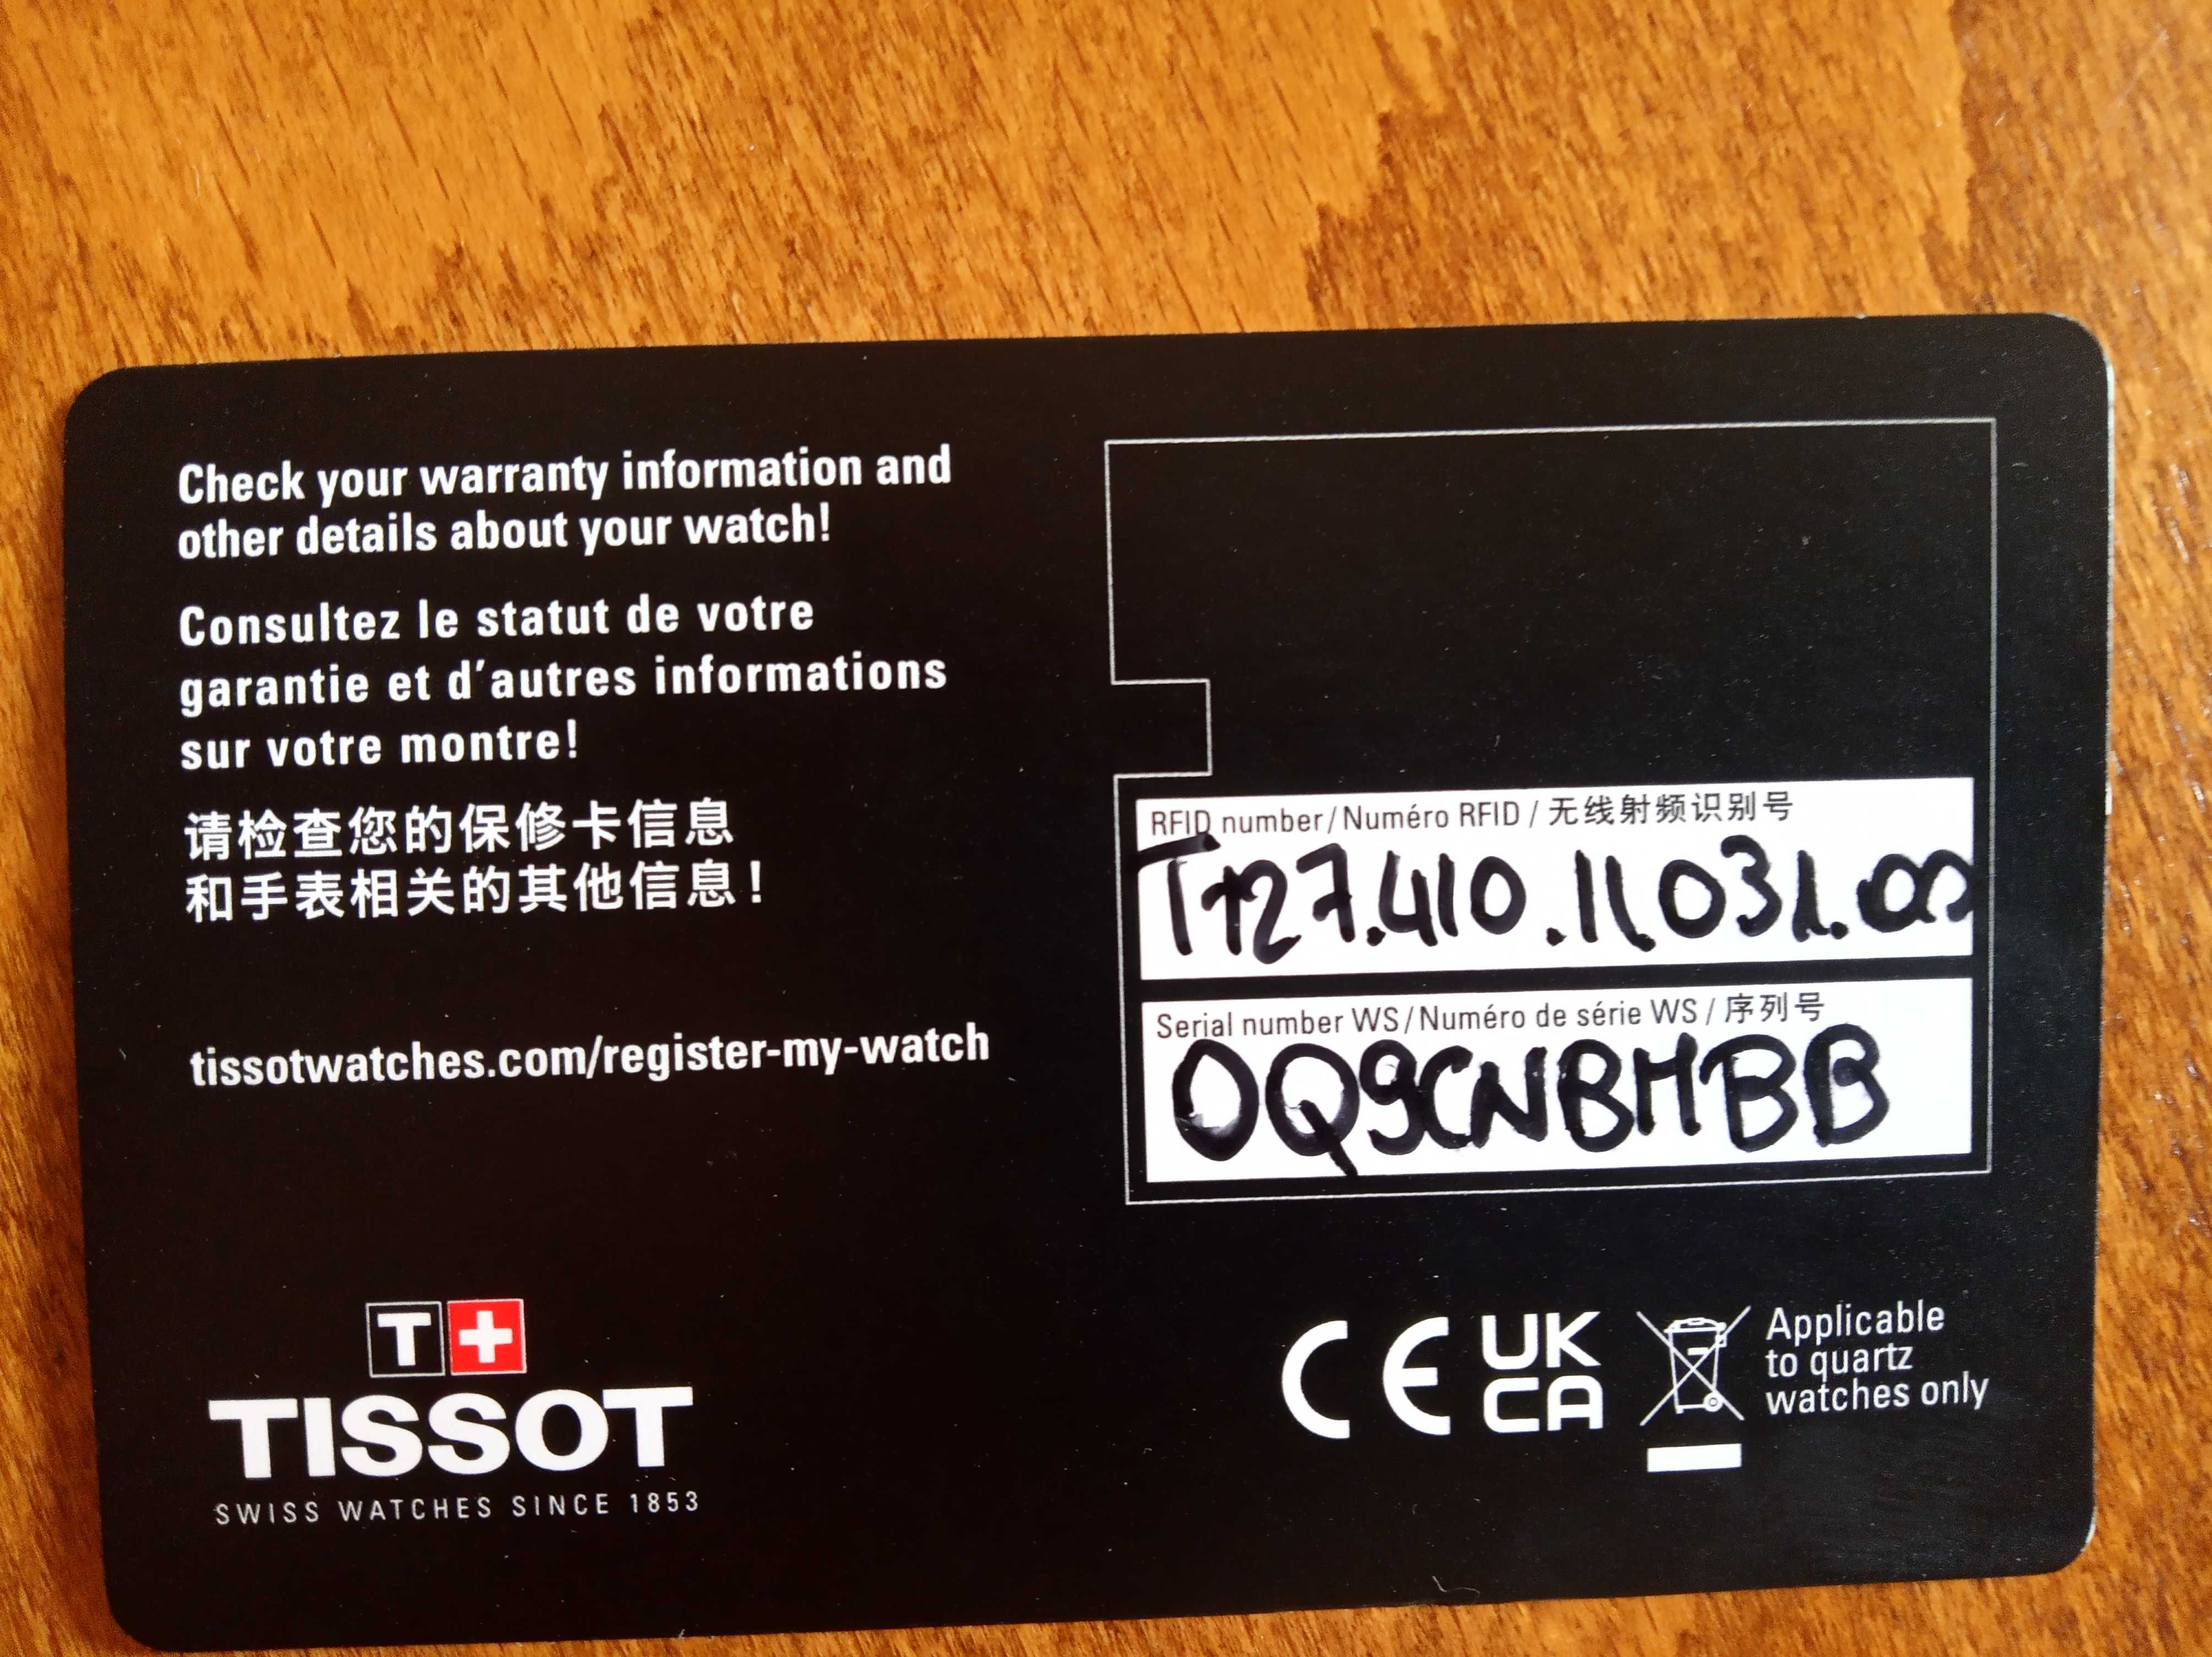 Check your warranty information and
other details about your watch!
Consultez le statut de votre
garantie et d'autres informations
sur votre montre!
请检查您的保修卡信息
和手表相关的其他信息!
tissotwatches.com/register-my-watch
RFID number/Numéro RFID / 无线射频识别号
T127.410.11.031.00
Serial number WS/Numéro de série WS / 序列号
0Q9CNBMBB
T+
TISSOT
SWISS WATCHES SINCE 1853
CE UK
CA
Applicable
to quartz
watches only